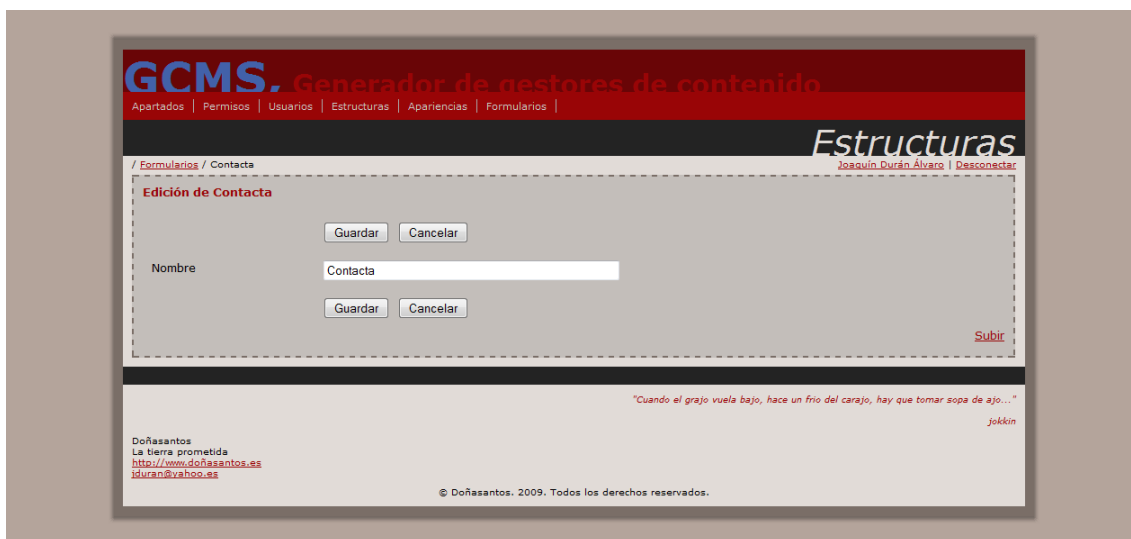 GCMS, Generador de gestores de contenido
Apartados | Permisos | Usuarios | Estructuras | Apariencias | Formularios |
Estructuras
/ Formularios / Contacta
Joaquín Durán Álvaro | Desconectar
Edición de Contacta
Guardar Cancelar
Nombre Contacta
Guardar Cancelar
Subir
"Cuando el grajo vuela bajo, hace un frio del carajo, hay que tomar sopa de ajo..."
jokkin
Doñasantos
La tierra prometida
http://www.doñasantos.es
jduran@yahoo.es
© Doñasantos. 2009. Todos los derechos reservados.